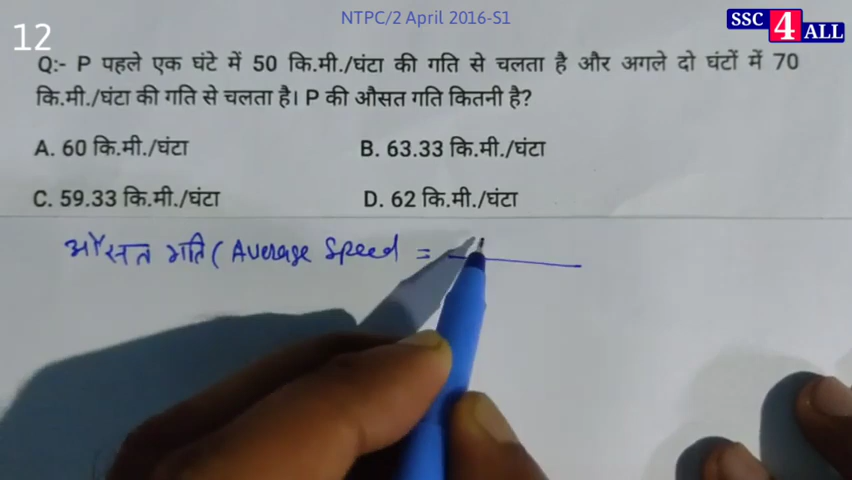 NTPC/2 April 2016-S1
SSC 4 ALL
12
Q:- P पहले एक घंटे में 50 कि.मी./घंटा की गति से चलता है और अगले दो घंटों में 70
कि.मी./घंटा की गति से चलता है। P की औसत गति कितनी है?
A. 60 कि.मी./घंटा B. 63.33 कि.मी./घंटा
C. 59.33 कि.मी./घंटा D. 62 कि.मी./घंटा
औसत गति ( Average Speed =